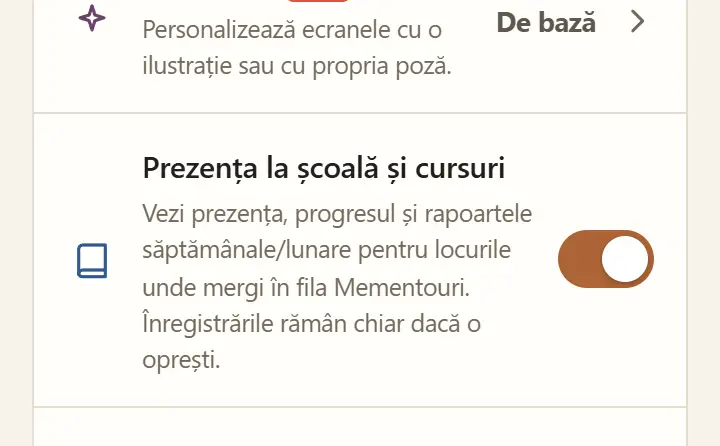 Personalizează ecranele cu o
ilustrație sau cu propria poză.
De bază
Prezența la școală și cursuri
Vezi prezența, progresul și rapoartele
săptămânale/lunare pentru locurile
unde mergi în fila Mementouri.
Înregistrările rămân chiar dacă o
oprești.